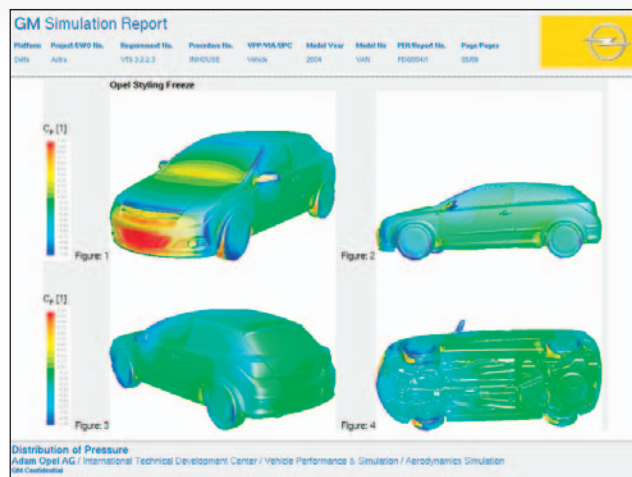 GM Simulation Report
Platform Project/SWO No. Requirement No. Procedure No. VPP/VIA/SPC Model Year Model No PER/Report No. Page/Pages
Delta Astra VTS 3.2.2.3 INHOUSE Vehicle 2004 VAN
Opel Styling Freeze
Cₚ [1]
Figure: 1
Figure: 2
Cₚ [1]
Figure: 3
Figure: 4
Distribution of Pressure
Adam Opel AG / International Technical Development Center / Vehicle Performance & Simulation / Aerodynamics Simulation
GM Confidential